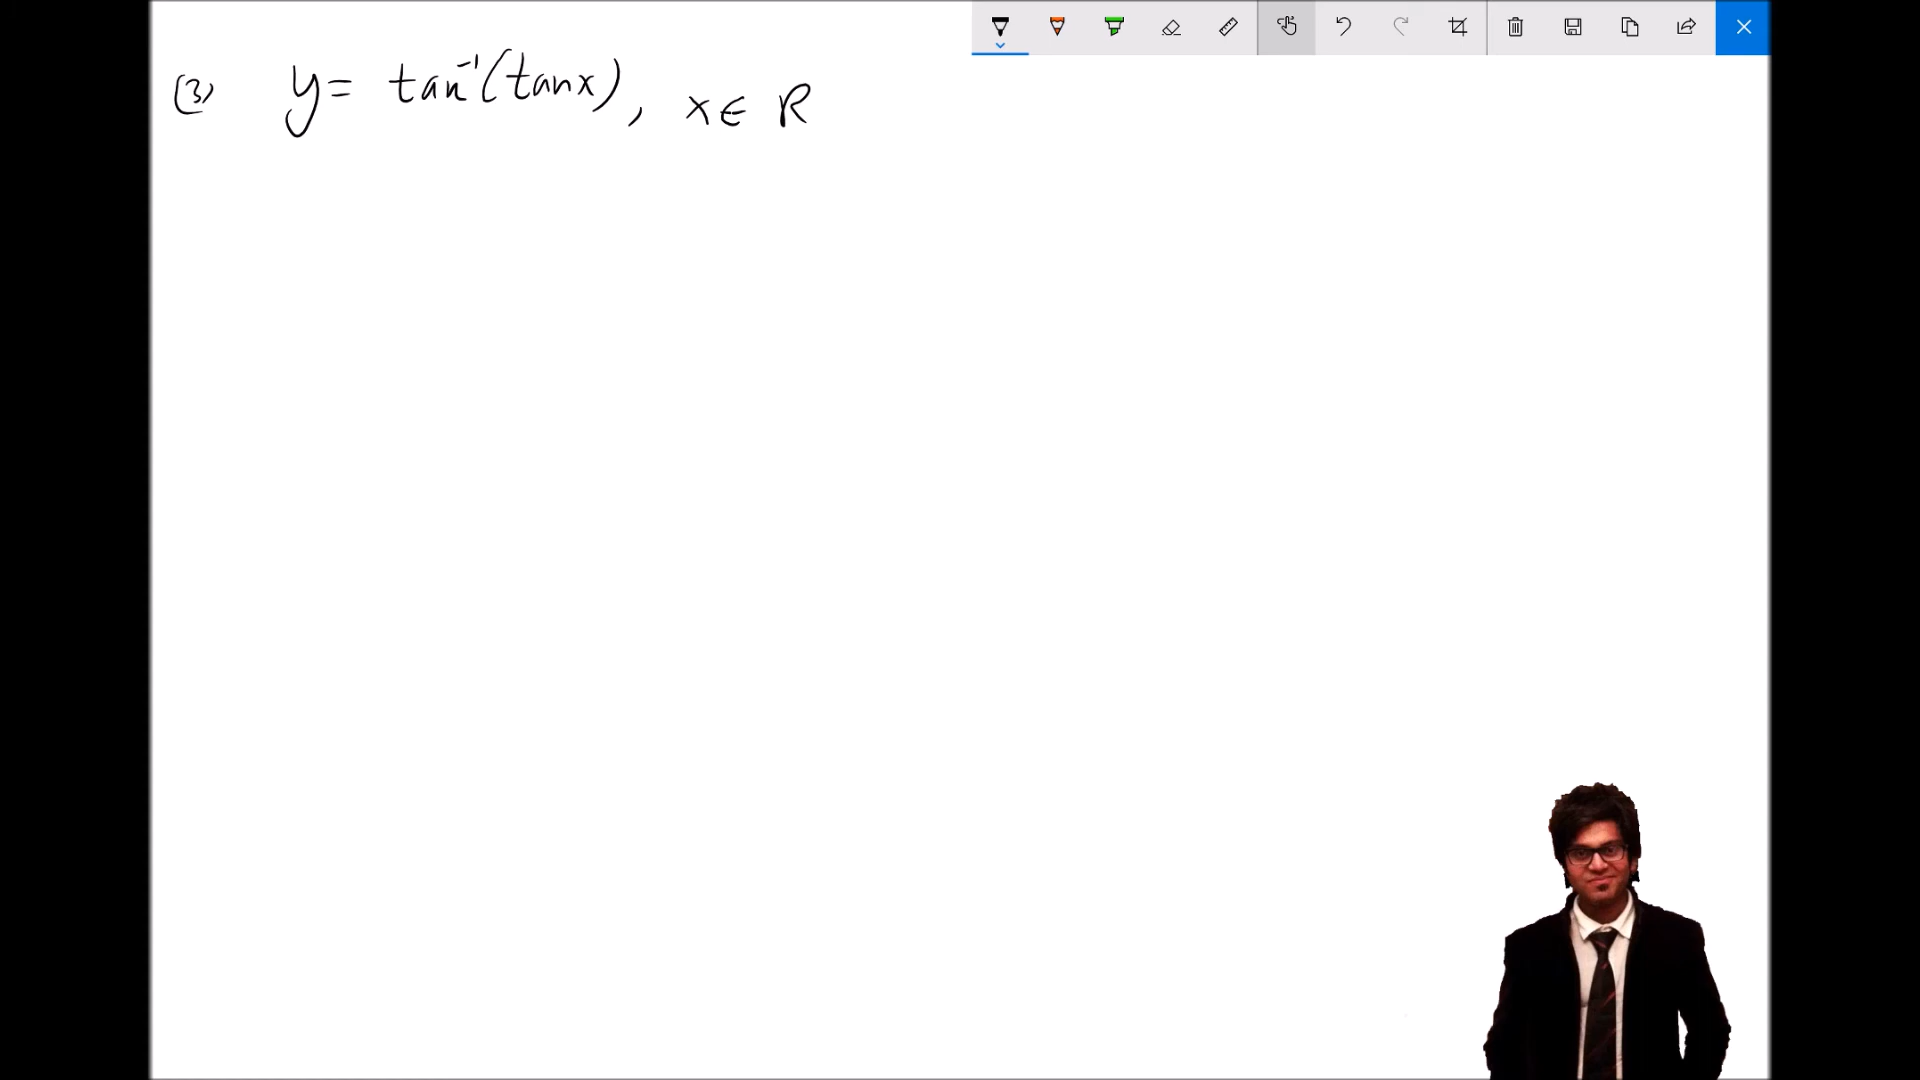 (3) y = tan⁻¹(tanx), x ∈ R